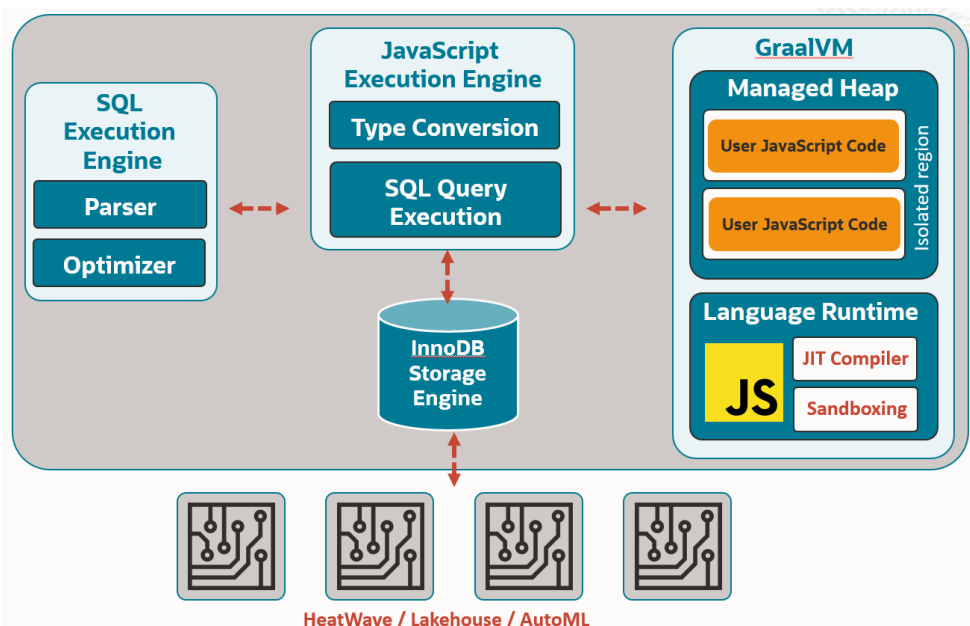 SQL
Execution
Engine
Parser
Optimizer
JavaScript
Execution Engine
Type Conversion
SQL Query
Execution
InnoDB
Storage
Engine
GraalVM
Managed Heap
User JavaScript Code
User JavaScript Code
Isolated region
Language Runtime
JS
JIT Compiler
Sandboxing
HeatWave / Lakehouse / AutoML